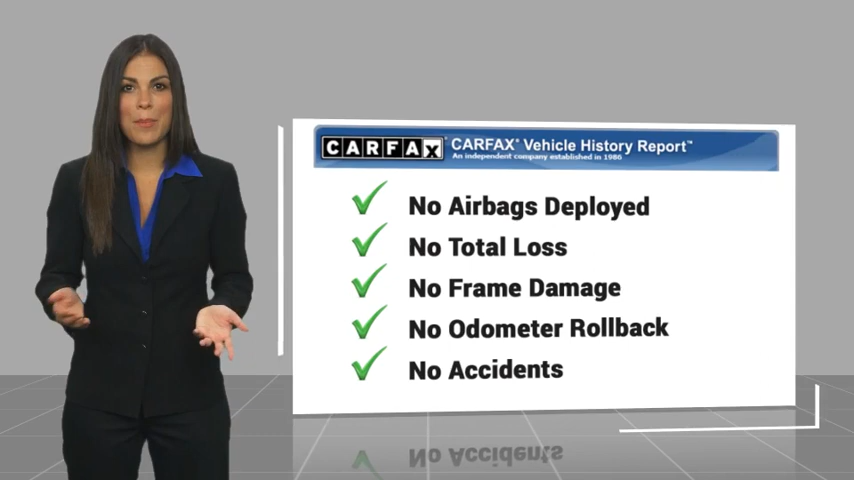 CARFAX CARFAX® Vehicle History Report™
An independent company established in 1986
No Airbags Deployed
No Total Loss
No Frame Damage
No Odometer Rollback
No Accidents
No Accidents